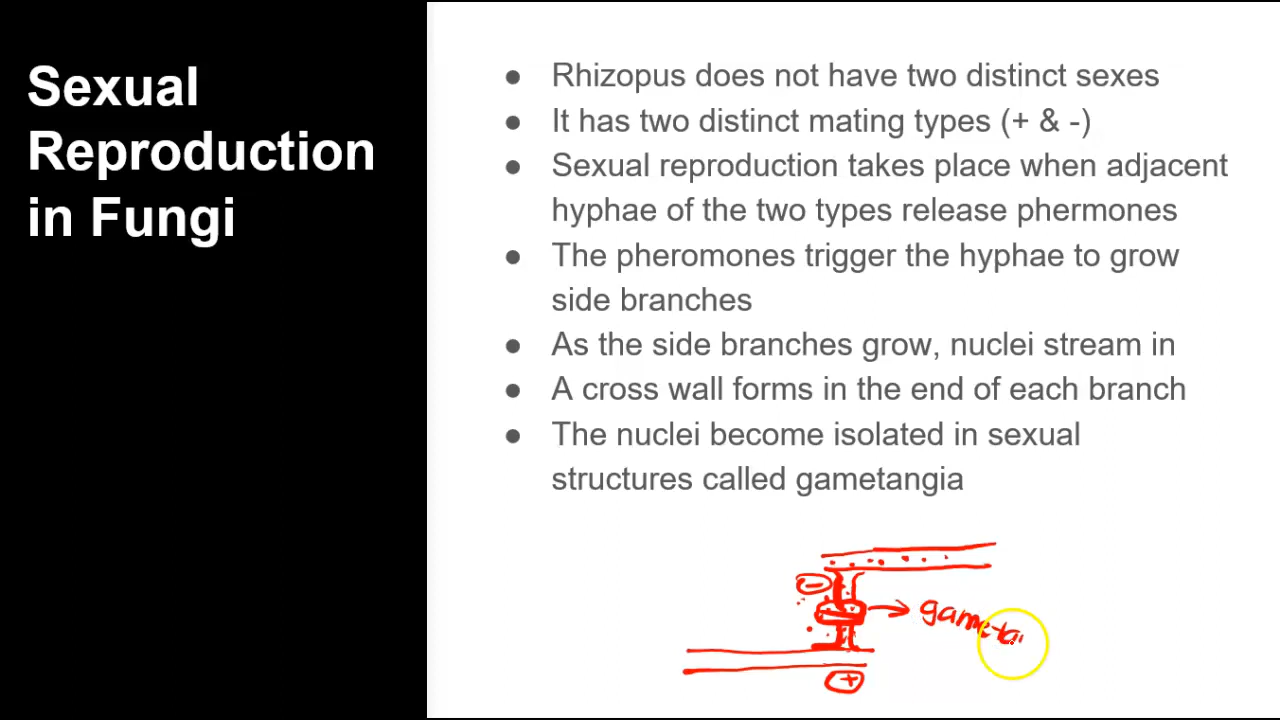 Sexual
Reproduction
in Fungi
● Rhizopus does not have two distinct sexes
● It has two distinct mating types (+ & -)
● Sexual reproduction takes place when adjacent
hyphae of the two types release phermones
● The pheromones trigger the hyphae to grow
side branches
● As the side branches grow, nuclei stream in
● A cross wall forms in the end of each branch
● The nuclei become isolated in sexual
structures called gametangia
-
gameta
+